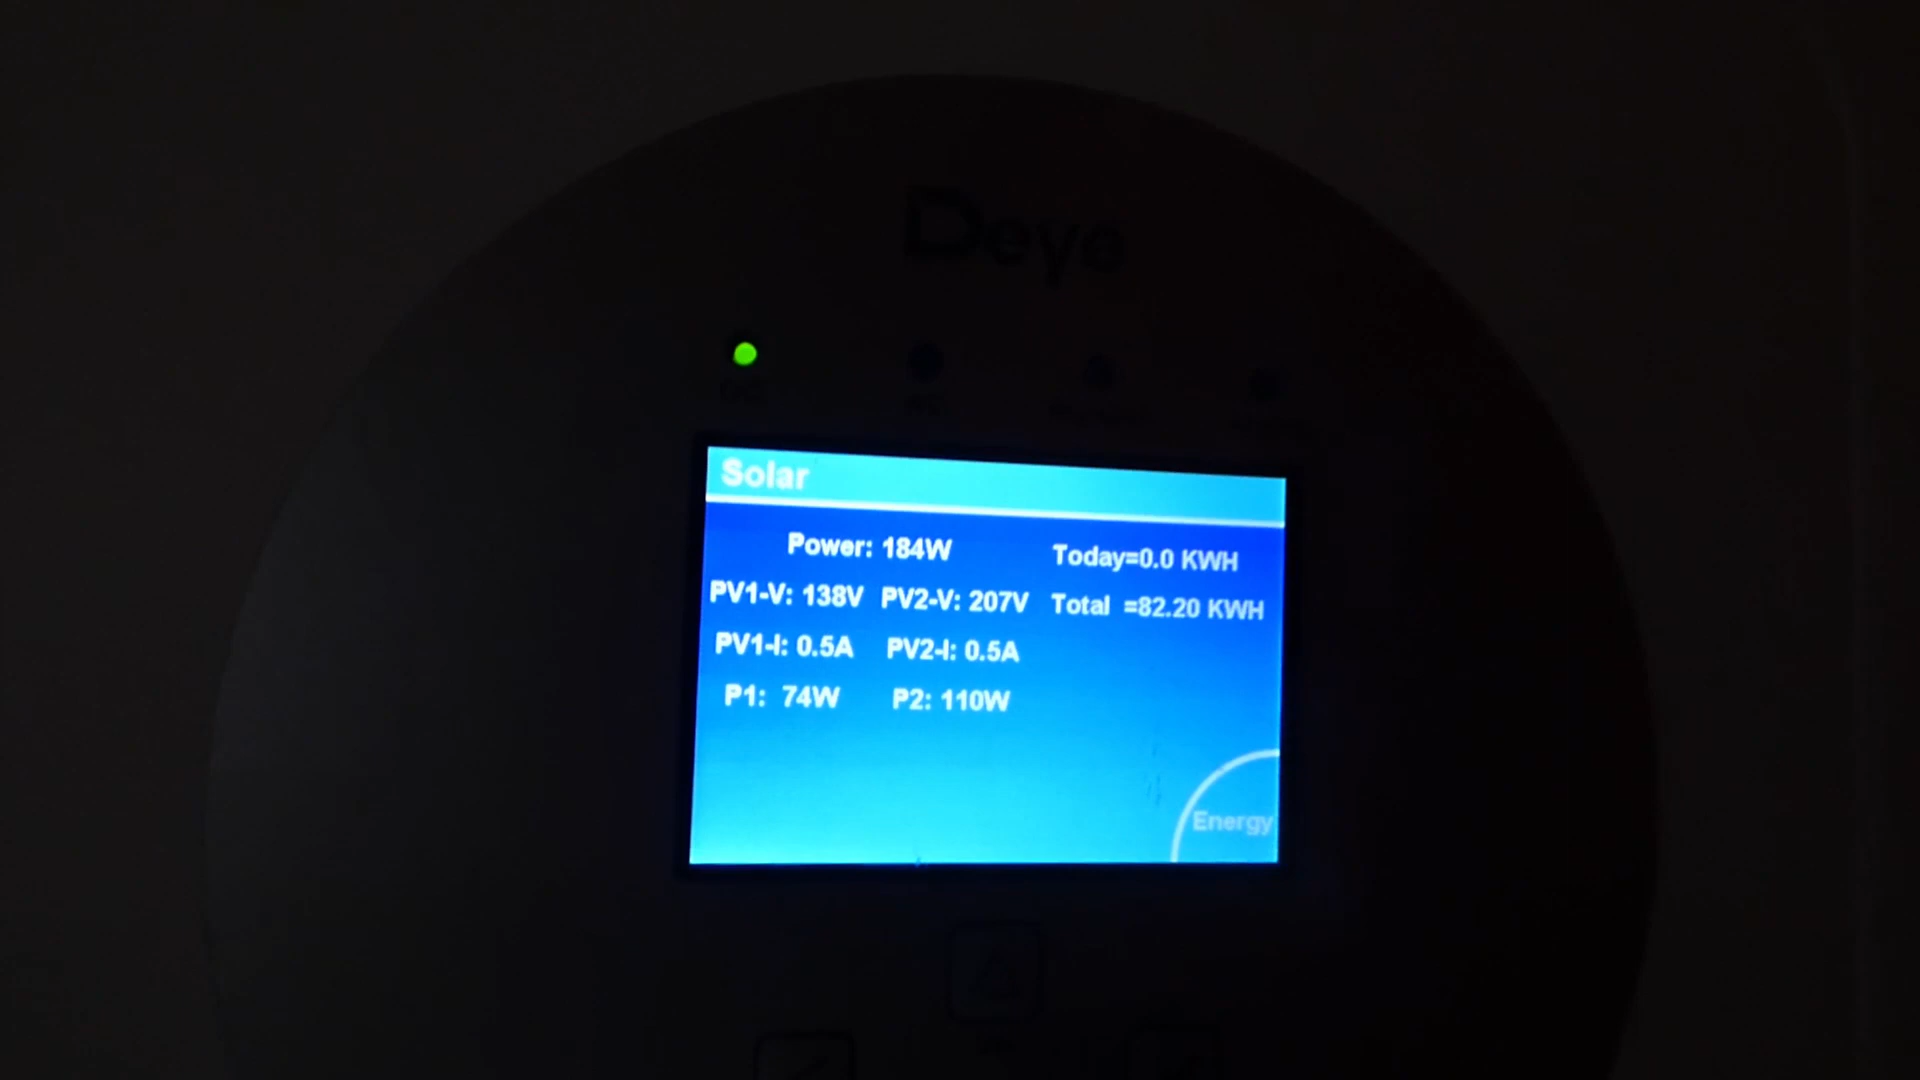 Deye
Solar
Power: 184W Today=0.0 KWH
PV1-V: 138V PV2-V: 207V Total =82.20 KWH
PV1-I: 0.5A PV2-I: 0.5A
P1: 74W P2: 110W
Energy